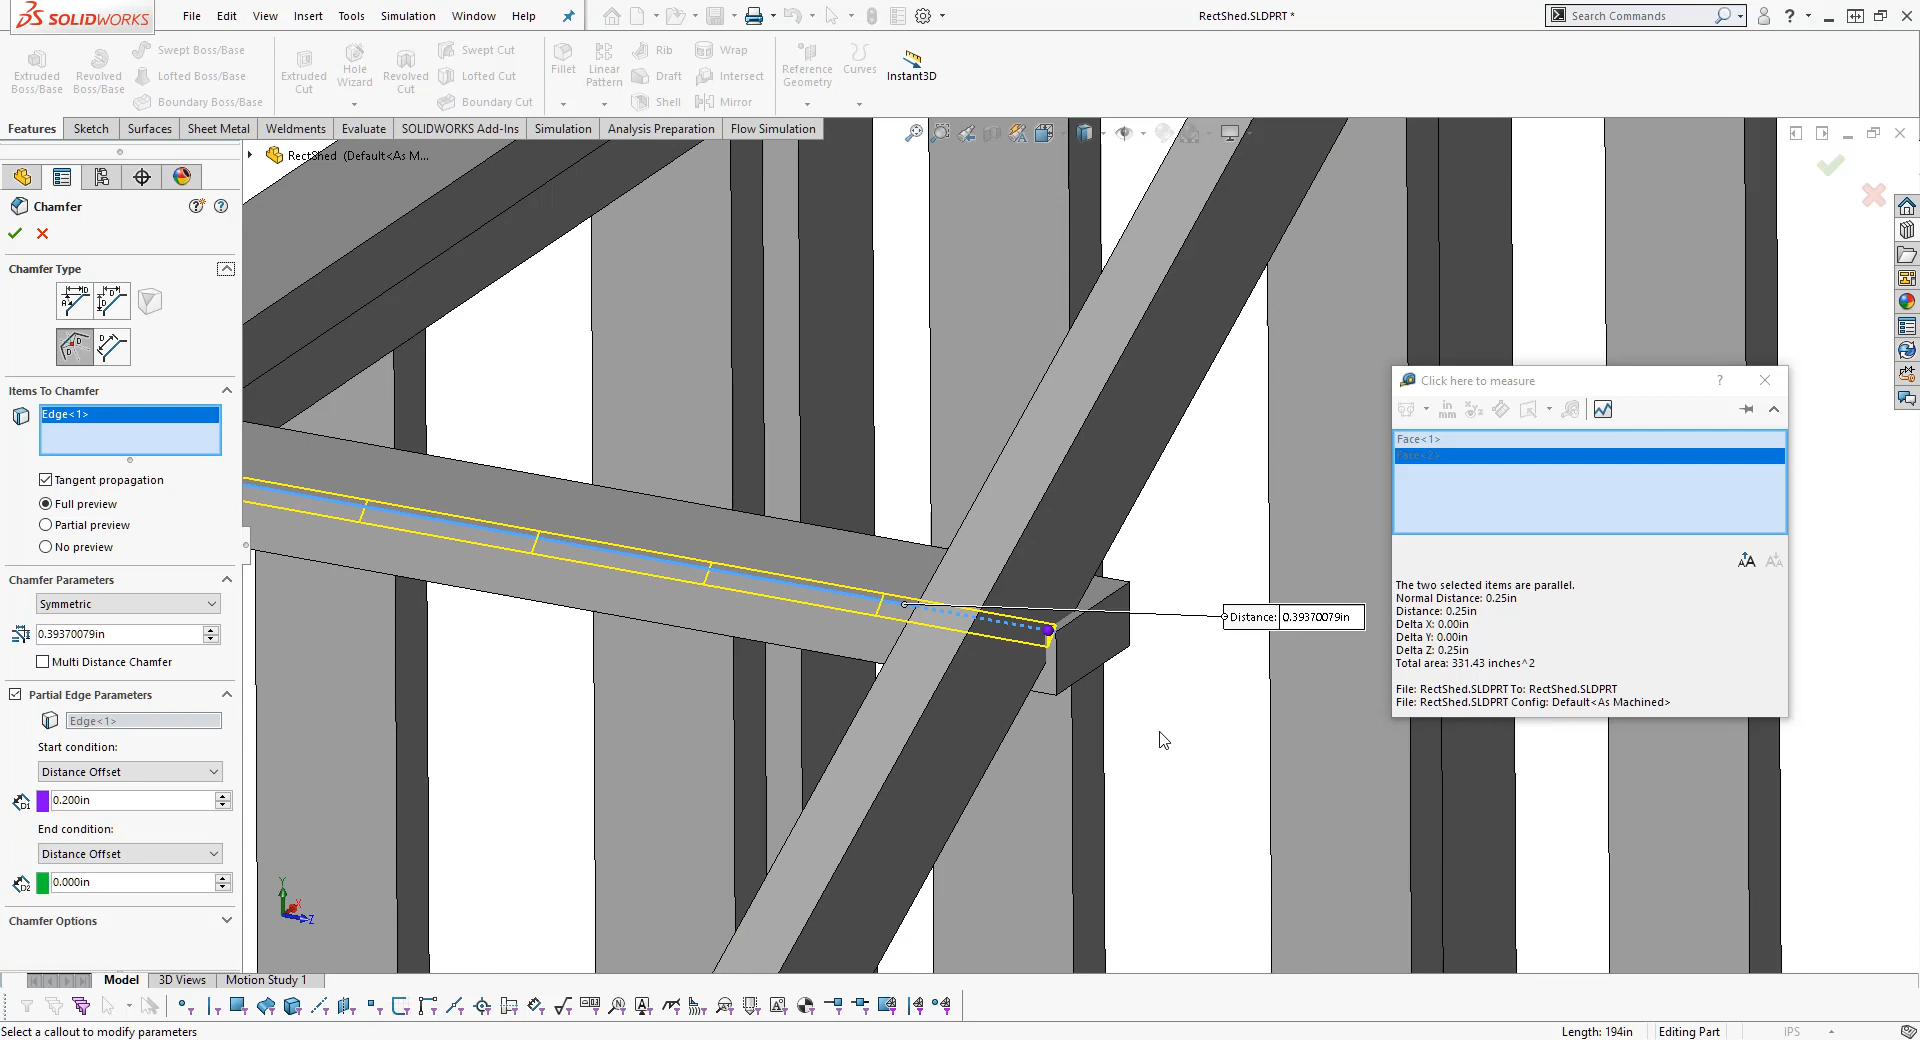 SOLIDWORKS
File Edit View Insert Tools Simulation Window Help
RectShed.SLDPRT *
Search Commands
Extruded Boss/Base
Revolved Boss/Base
Swept Boss/Base
Lofted Boss/Base
Boundary Boss/Base
Extruded Cut
Hole Wizard
Revolved Cut
Swept Cut
Lofted Cut
Boundary Cut
Fillet
Linear Pattern
Rib
Draft
Shell
Wrap
Intersect
Mirror
Reference Geometry
Curves
Instant3D
Features Sketch Surfaces Sheet Metal Weldments Evaluate SOLIDWORKS Add-Ins Simulation Analysis Preparation Flow Simulation
RectShed (Default<As M...
Chamfer
Chamfer Type
Items To Chamfer
Edge<1>
Tangent propagation
Full preview
Partial preview
No preview
Chamfer Parameters
Symmetric
0.39370079in
Multi Distance Chamfer
Partial Edge Parameters
Edge<1>
Start condition:
Distance Offset
D1
0.200in
End condition:
Distance Offset
D2
0.000in
Chamfer Options
Y
X
Z
Distance: 0.39370079in
Click here to measure
in mm
Face<1>
Face<2>
The two selected items are parallel.
Normal Distance: 0.25in
Distance: 0.25in
Delta X: 0.00in
Delta Y: 0.00in
Delta Z: 0.25in
Total area: 331.43 inches^2
File: RectShed.SLDPRT To: RectShed.SLDPRT
File: RectShed.SLDPRT Config: Default<As Machined>
Model 3D Views Motion Study 1
Select a callout to modify parameters
Length: 194in Editing Part IPS